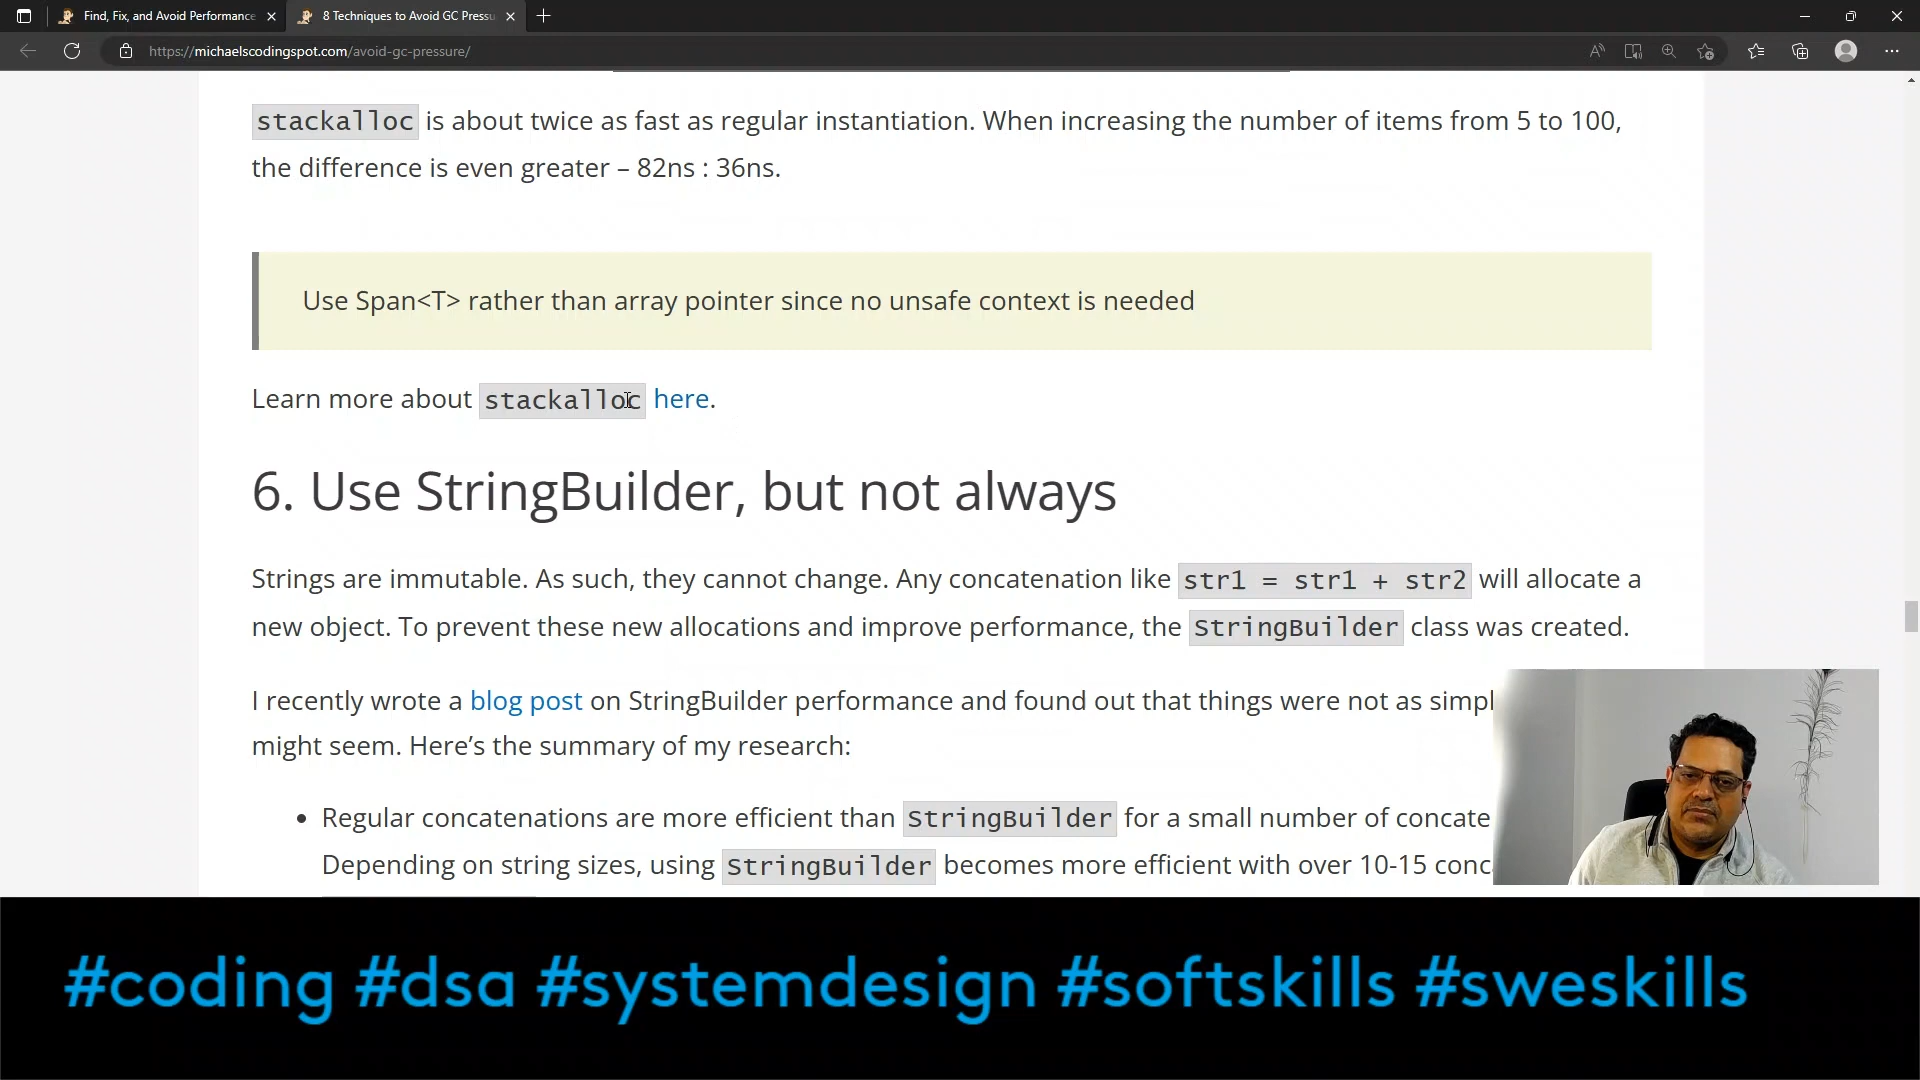 Find, Fix, and Avoid Performance
8 Techniques to Avoid GC Pressu
https://michaelscodingspot.com/avoid-gc-pressure/
stackalloc is about twice as fast as regular instantiation. When increasing the number of items from 5 to 100,
the difference is even greater – 82ns : 36ns.
Use Span<T> rather than array pointer since no unsafe context is needed
Learn more about stackalloc here.
6. Use StringBuilder, but not always
Strings are immutable. As such, they cannot change. Any concatenation like str1 = str1 + str2 will allocate a
new object. To prevent these new allocations and improve performance, the StringBuilder class was created.
I recently wrote a blog post on StringBuilder performance and found out that things were not as simpl
might seem. Here’s the summary of my research:
• Regular concatenations are more efficient than StringBuilder for a small number of concate
Depending on string sizes, using StringBuilder becomes more efficient with over 10-15 conc
#coding #dsa #systemdesign #softskills #sweskills